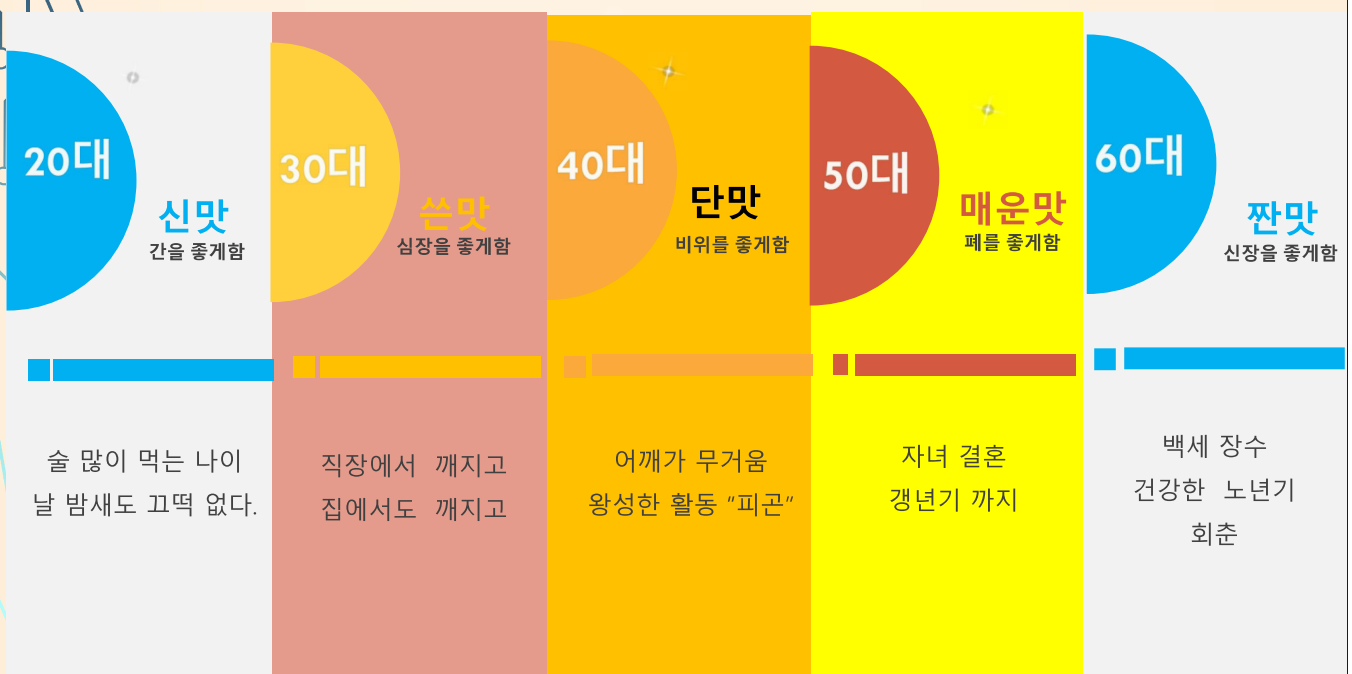 20대
신맛
간을 좋게함
술 많이 먹는 나이
날 밤새도 끄떡 없다.
30대
쓴맛
심장을 좋게함
직장에서 깨지고
집에서도 깨지고
40대
단맛
비위를 좋게함
어깨가 무거움
왕성한 활동 "피곤"
50대
매운맛
폐를 좋게함
자녀 결혼
갱년기 까지
60대
짠맛
신장을 좋게함
백세 장수
건강한 노년기
회춘